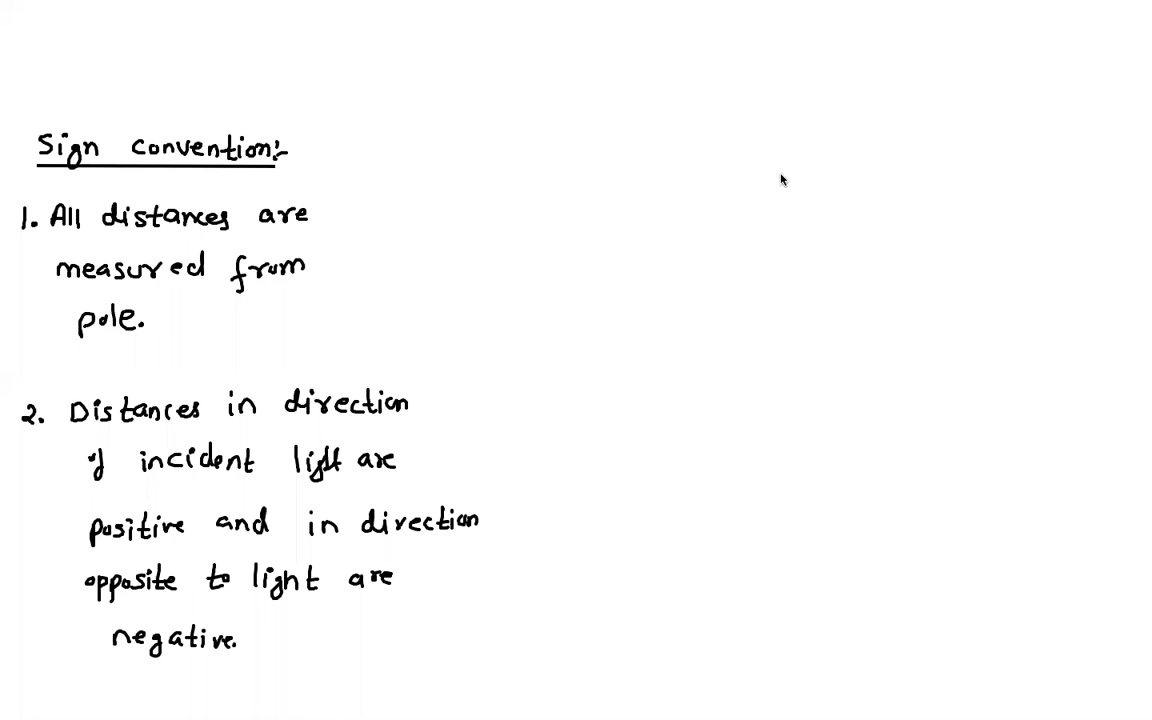 Sign convention:-
1. All distances are
measured from
pole.
2. Distances in direction
of incident light are
positive and in direction
opposite to light are
negative.